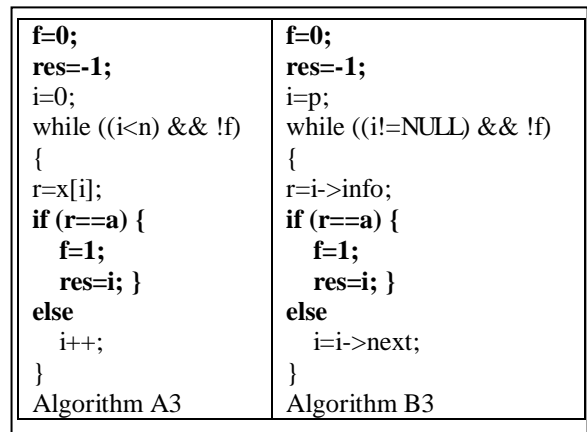 f=0;
res=-1;
i=0;
while ((i<n) && !f)
{
r=x[i];
if (r==a) {
f=1;
res=i; }
else
i++;
}
Algorithm A3
f=0;
res=-1;
i=p;
while ((i!=NULL) && !f)
{
r=i->info;
if (r==a) {
f=1;
res=i; }
else
i=i->next;
}
Algorithm B3